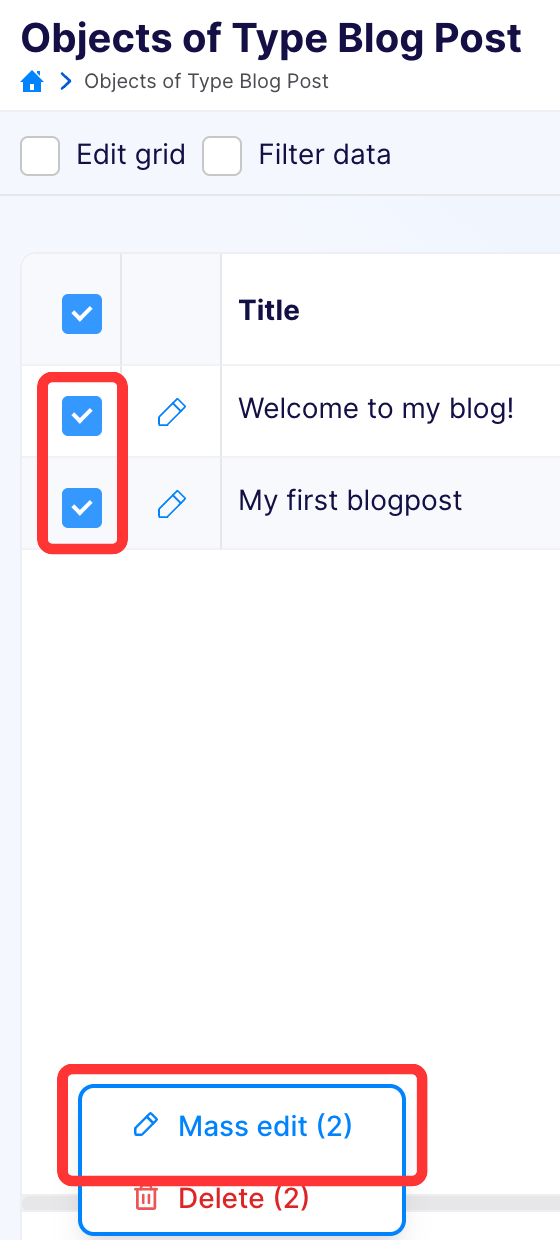 Objects of Type Blog Post
Objects of Type Blog Post
Edit grid Filter data
Title
Welcome to my blog!
My first blogpost
Mass edit (2)
Delete (2)